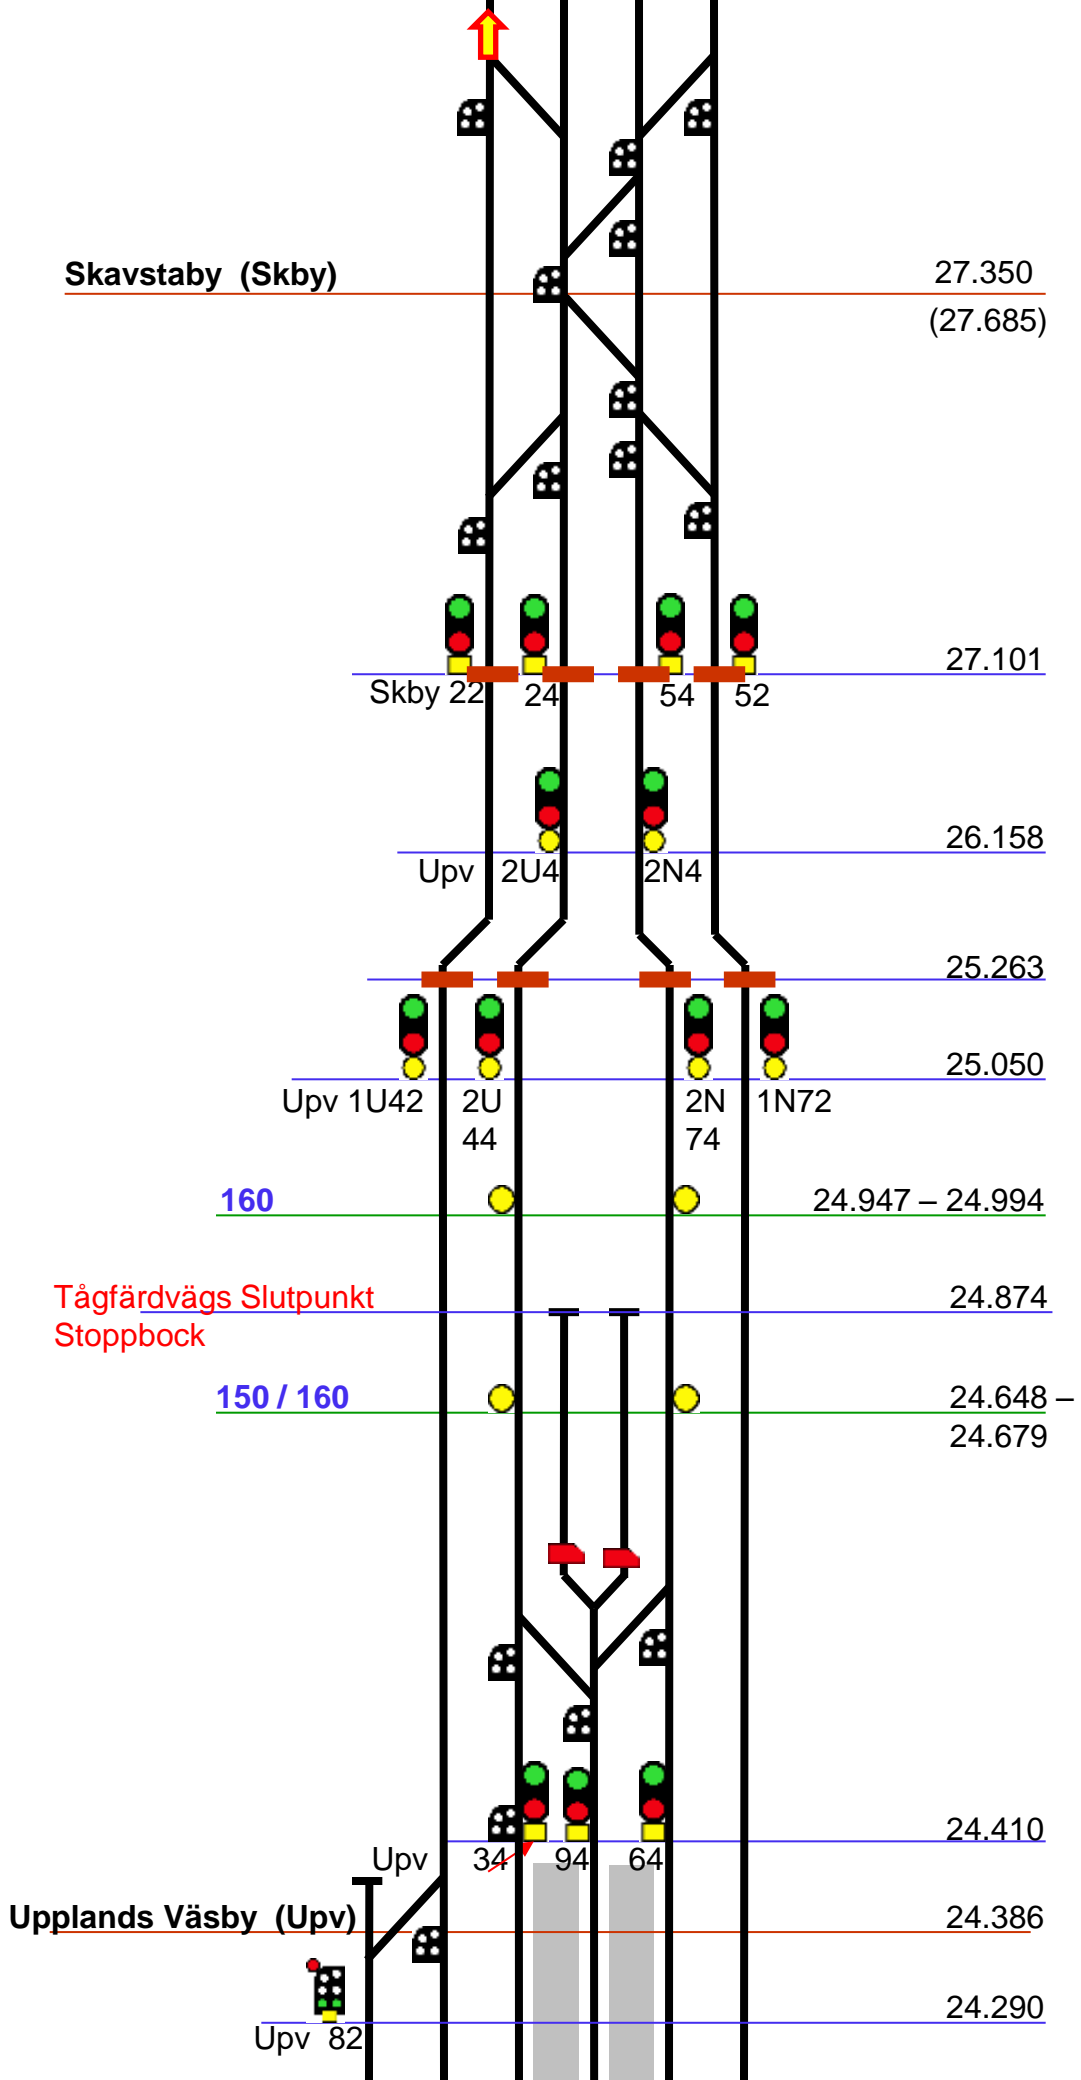 Skavstaby (Skby) 27.350
(27.685)
27.101
Skby 22 24 54 52
26.158
Upv 2U4 2N4
25.263
25.050
Upv 1U42 2U 2N 1N72
44 74
160 24.947 – 24.994
Tågfärdvägs Slutpunkt 24.874
Stoppbock
150 / 160 24.648 –
24.679
24.410
Upv 34 94 64
Upplands Väsby (Upv) 24.386
24.290
Upv 82